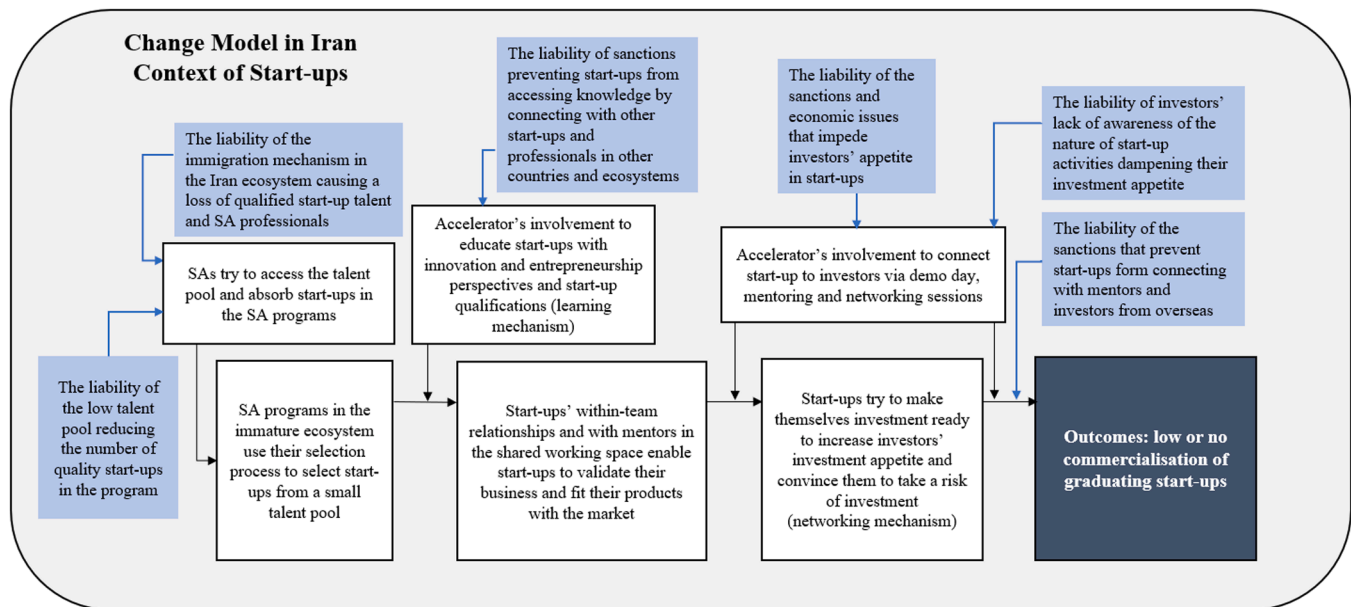 Change Model in Iran
Context of Start-ups
The liability of the
immigration mechanism in
the Iran ecosystem causing a
loss of qualified start-up talent
and SA professionals
The liability of sanctions
preventing start-ups from
accessing knowledge by
connecting with other
start-ups and
professionals in other
countries and ecosystems
The liability of the
sanctions and
economic issues
that impede
investors' appetite
in start-ups
The liability of investors'
lack of awareness of the
nature of start-up
activities dampening their
investment appetite
SAs try to access the talent
pool and absorb start-ups in
the SA programs
Accelerator's involvement to
educate start-ups with
innovation and entrepreneurship
perspectives and start-up
qualifications (learning
mechanism)
Accelerator's involvement to connect
start-up to investors via demo day,
mentoring and networking sessions
The liability of the
sanctions that prevent
start-ups form connecting
with mentors and
investors from overseas
The liability of
the low talent
pool reducing
the number of
quality start-ups
in the program
SA programs in the
immature ecosystem
use their selection
process to select start-
ups from a small
talent pool
Start-ups' within-team
relationships and with mentors in
the shared working space enable
start-ups to validate their
business and fit their products
with the market
Start-ups try to make
themselves investment ready
to increase investors'
investment appetite and
convince them to take a risk
of investment
(networking mechanism)
Outcomes: low or no
commercialisation of
graduating start-ups